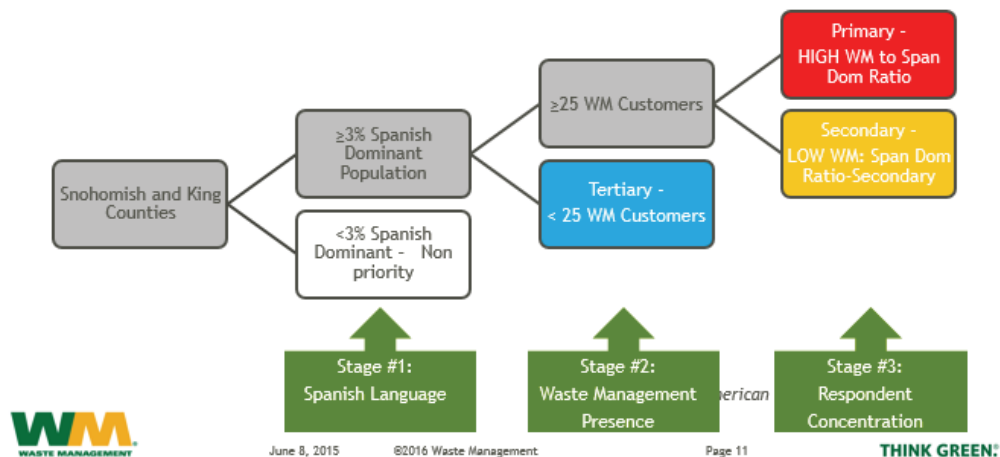 Primary -
HIGH WM to Span
Dom Ratio
≥25 WM Customers
≥3% Spanish
Dominant
Population
Secondary -
LOW WM: Span Dom
Ratio-Secondary
Snohomish and King
Counties
Tertiary -
< 25 WM Customers
<3% Spanish
Dominant - Non
priority
Stage #1:
Spanish Language
Stage #2:
Waste Management
Presence
Stage #3:
Respondent
Concentration
WM.
WASTE MANAGEMENT
June 8, 2015 ©2016 Waste Management Page 11
THINK GREEN.®